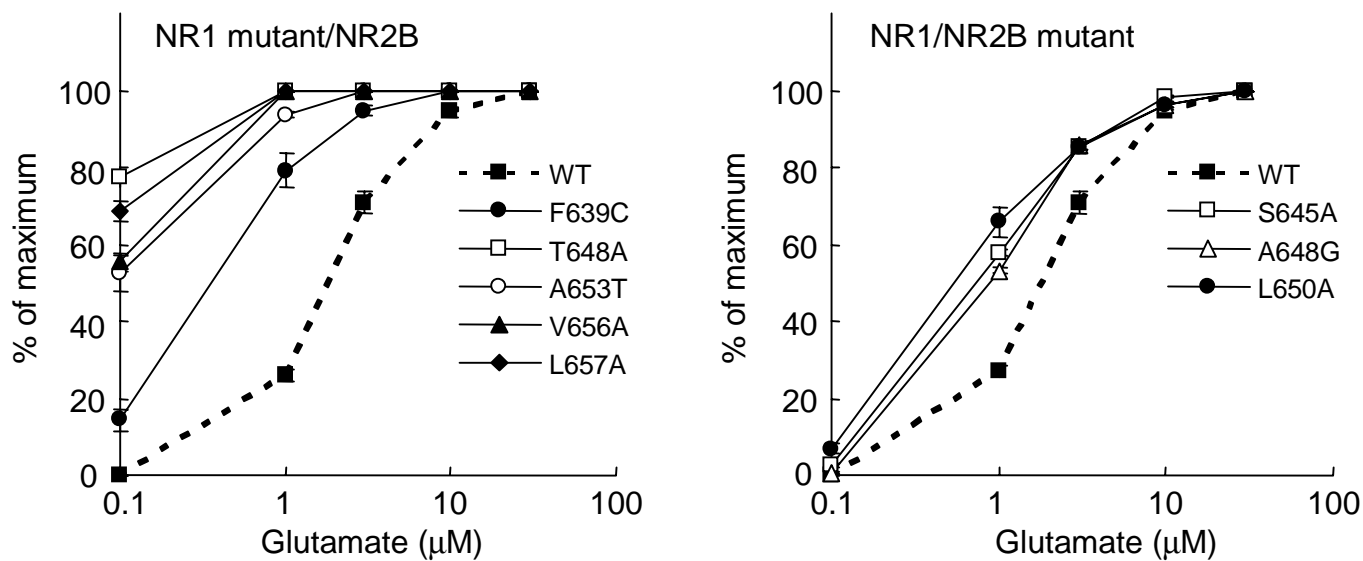 NR1 mutant/NR2B
% of maximum
100
80
60
40
20
0
0.1 1 10 100
Glutamate (μM)
WT
F639C
T648A
A653T
V656A
L657A
NR1/NR2B mutant
% of maximum
100
80
60
40
20
0
0.1 1 10 100
Glutamate (μM)
WT
S645A
A648G
L650A